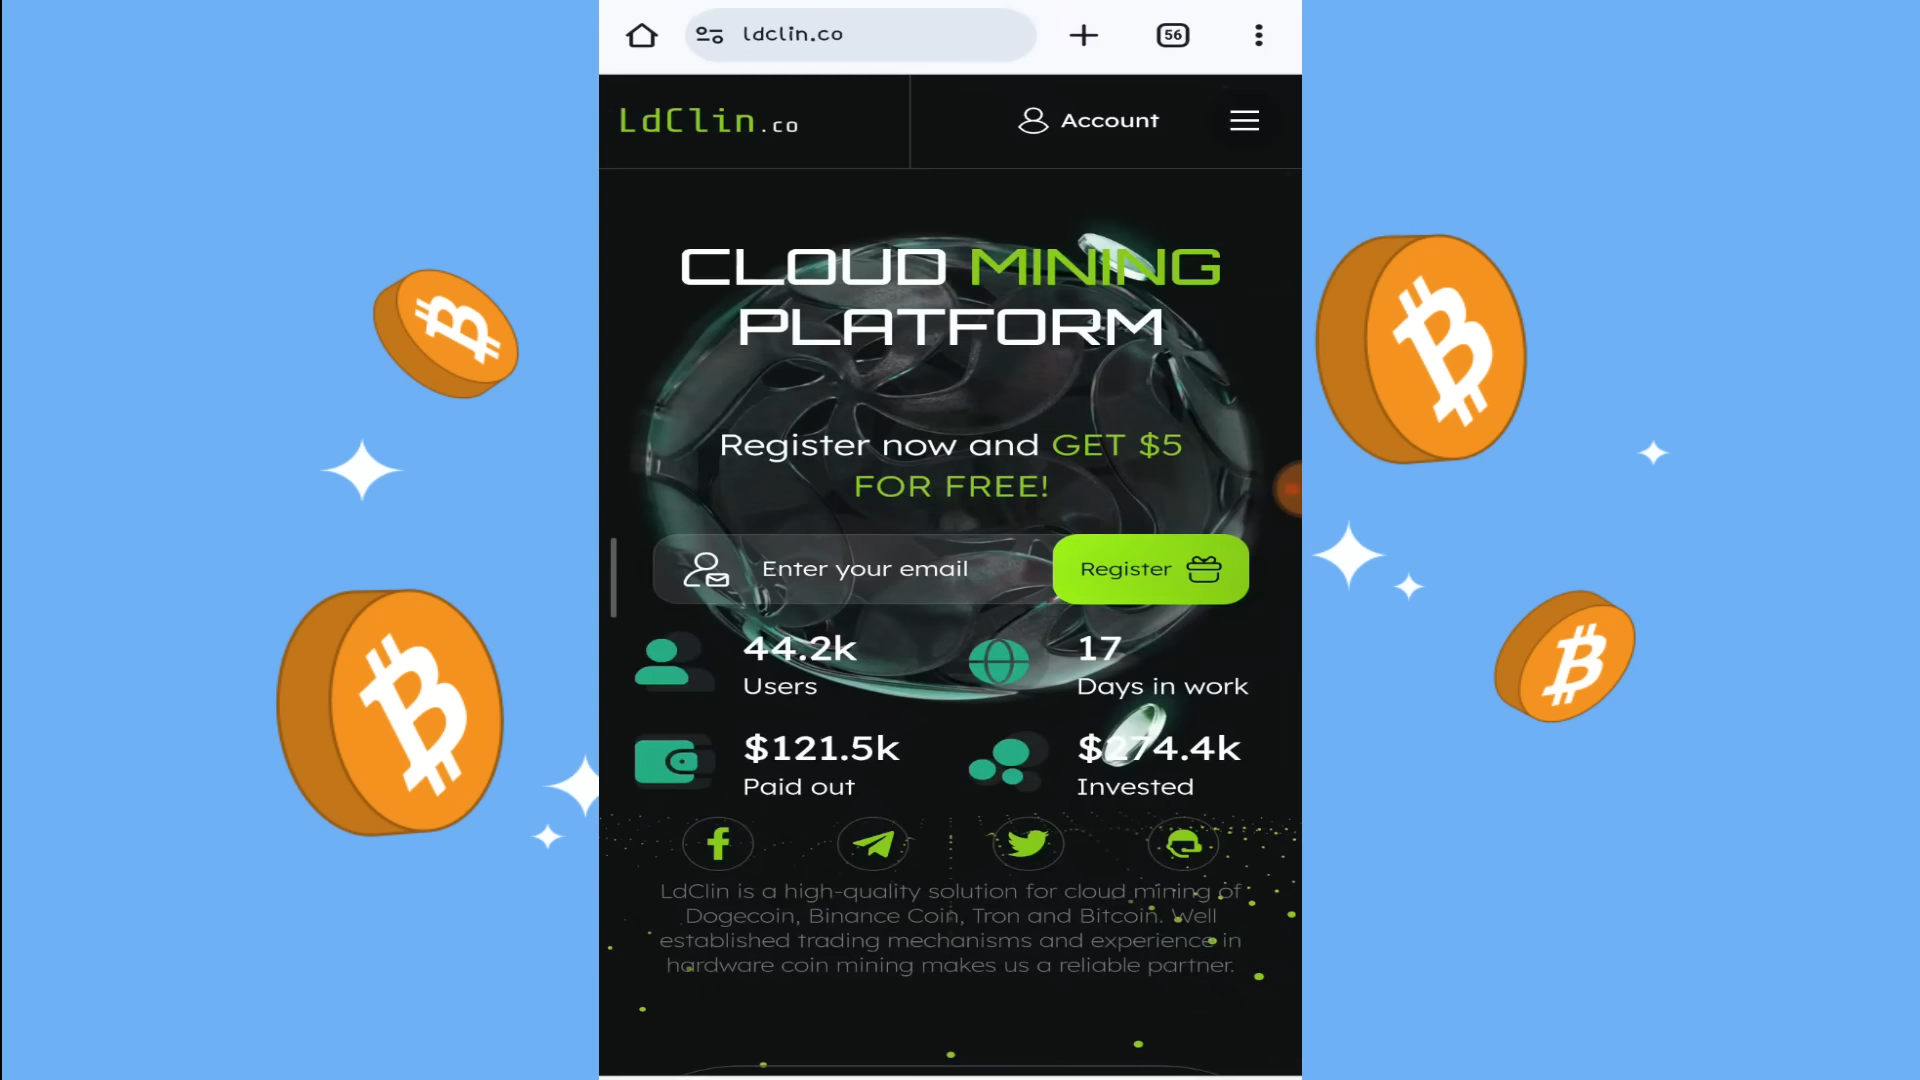 ldclin.co
56
LdClin.co
Account
CLOUD MINING
PLATFORM
Register now and GET $5
FOR FREE!
Enter your email
Register
44.2k
Users
17
Days in work
$121.5k
Paid out
$274.4k
Invested
LdClin is a high-quality solution for cloud mining of
Dogecoin, Binance Coin, Tron and Bitcoin. Well
established trading mechanisms and experience in
hardware coin mining makes us a reliable partner.